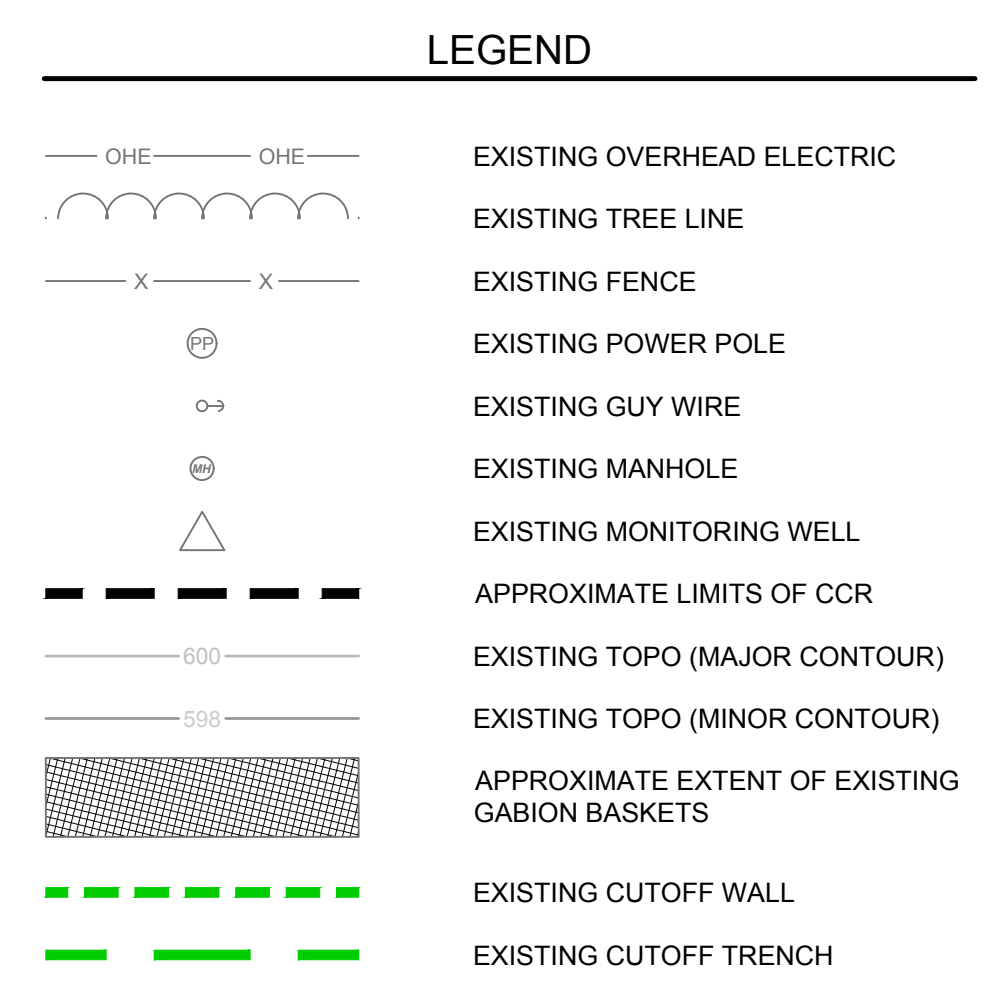 LEGEND
OHE OHE EXISTING OVERHEAD ELECTRIC
EXISTING TREE LINE
X X EXISTING FENCE
PP EXISTING POWER POLE
EXISTING GUY WIRE
MH EXISTING MANHOLE
EXISTING MONITORING WELL
APPROXIMATE LIMITS OF CCR
600 EXISTING TOPO (MAJOR CONTOUR)
598 EXISTING TOPO (MINOR CONTOUR)
APPROXIMATE EXTENT OF EXISTING
GABION BASKETS
EXISTING CUTOFF WALL
EXISTING CUTOFF TRENCH